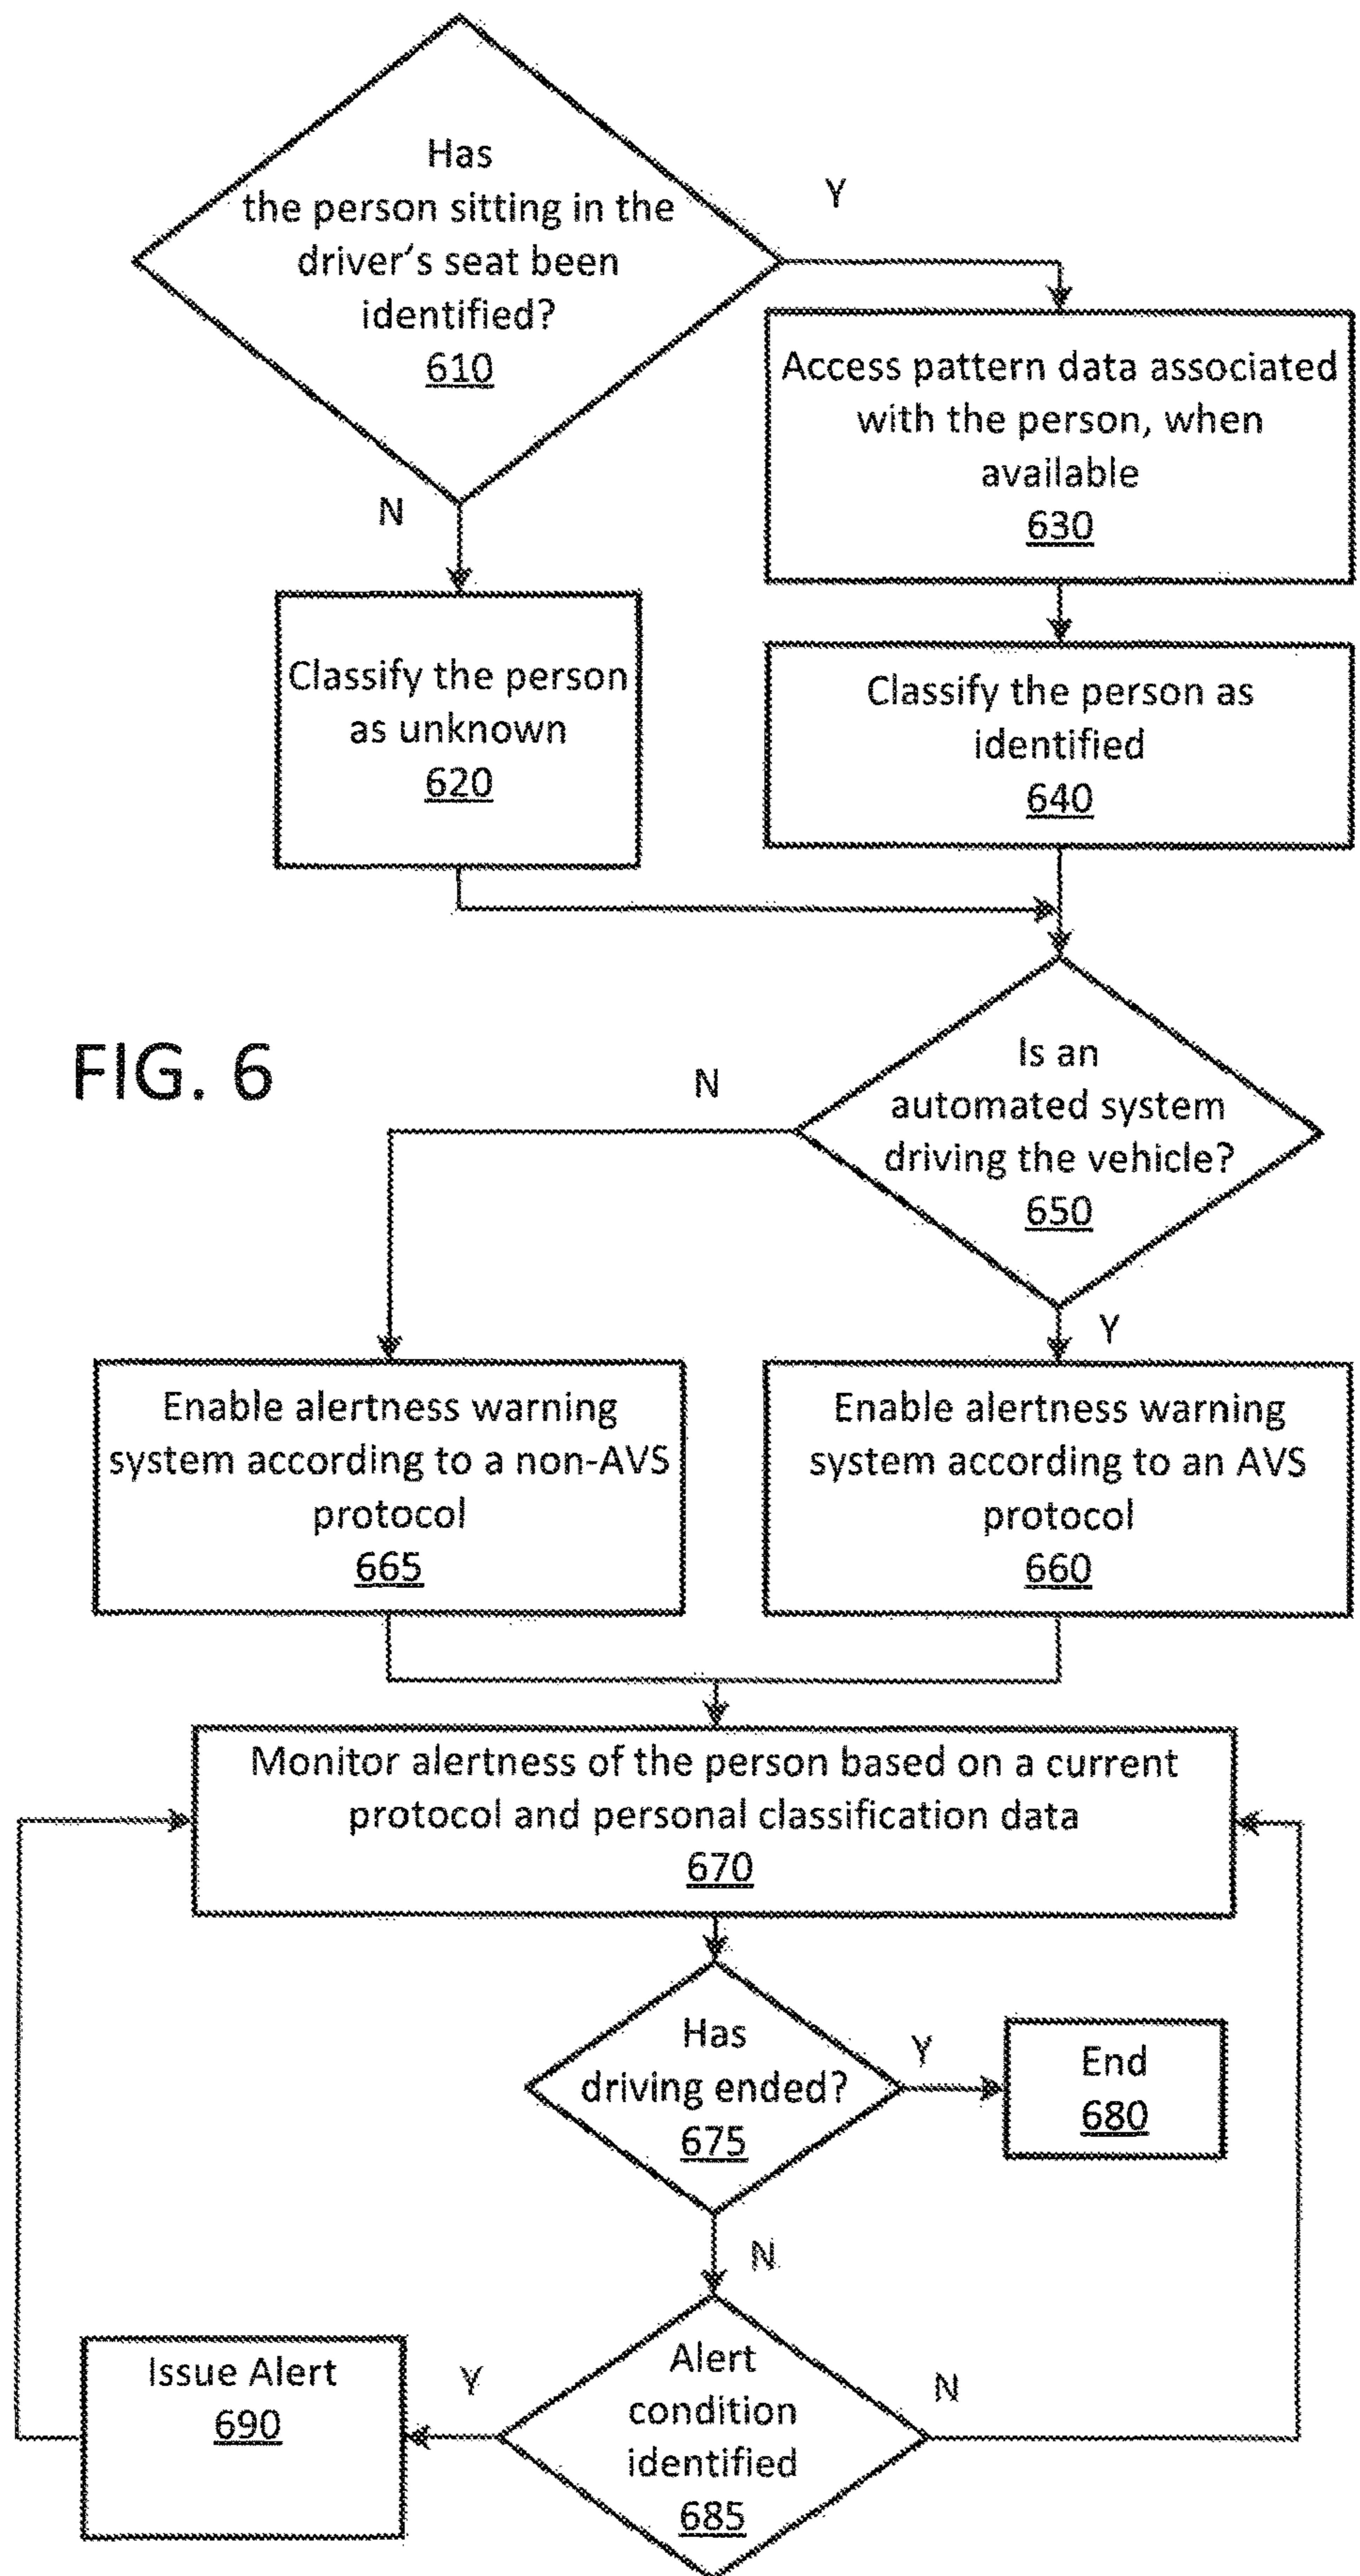 Has
the person sitting in the
driver's seat been
identified?
610
Y
N
Access pattern data associated
with the person, when
available
630
Classify the person
as unknown
620
Classify the person as
identified
640
FIG. 6
Is an
automated system
driving the vehicle?
650
N
Y
Enable alertness warning
system according to a non-AVS
protocol
665
Enable alertness warning
system according to an AVS
protocol
660
Monitor alertness of the person based on a current
protocol and personal classification data
670
Has
driving ended?
675
Y
End
680
N
Alert
condition
identified
685
Y
N
Issue Alert
690